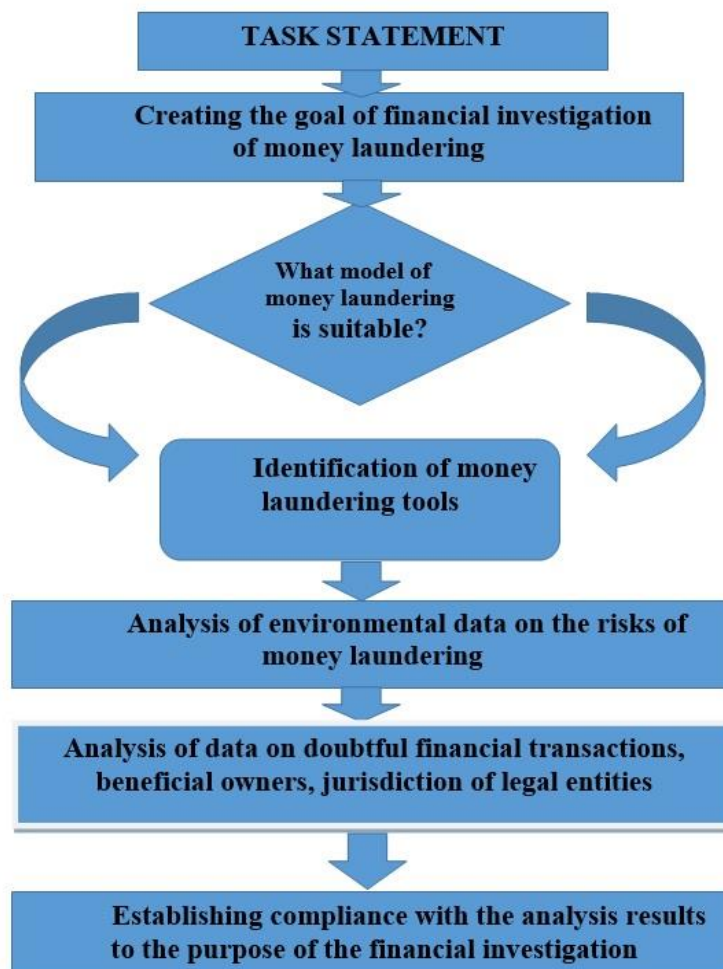 TASK STATEMENT
Creating the goal of financial investigation
of money laundering
What model of
money laundering
is suitable?
Identification of money
laundering tools
Analysis of environmental data on the risks of
money laundering
Analysis of data on doubtful financial transactions,
beneficial owners, jurisdiction of legal entities
Establishing compliance with the analysis results
to the purpose of the financial investigation